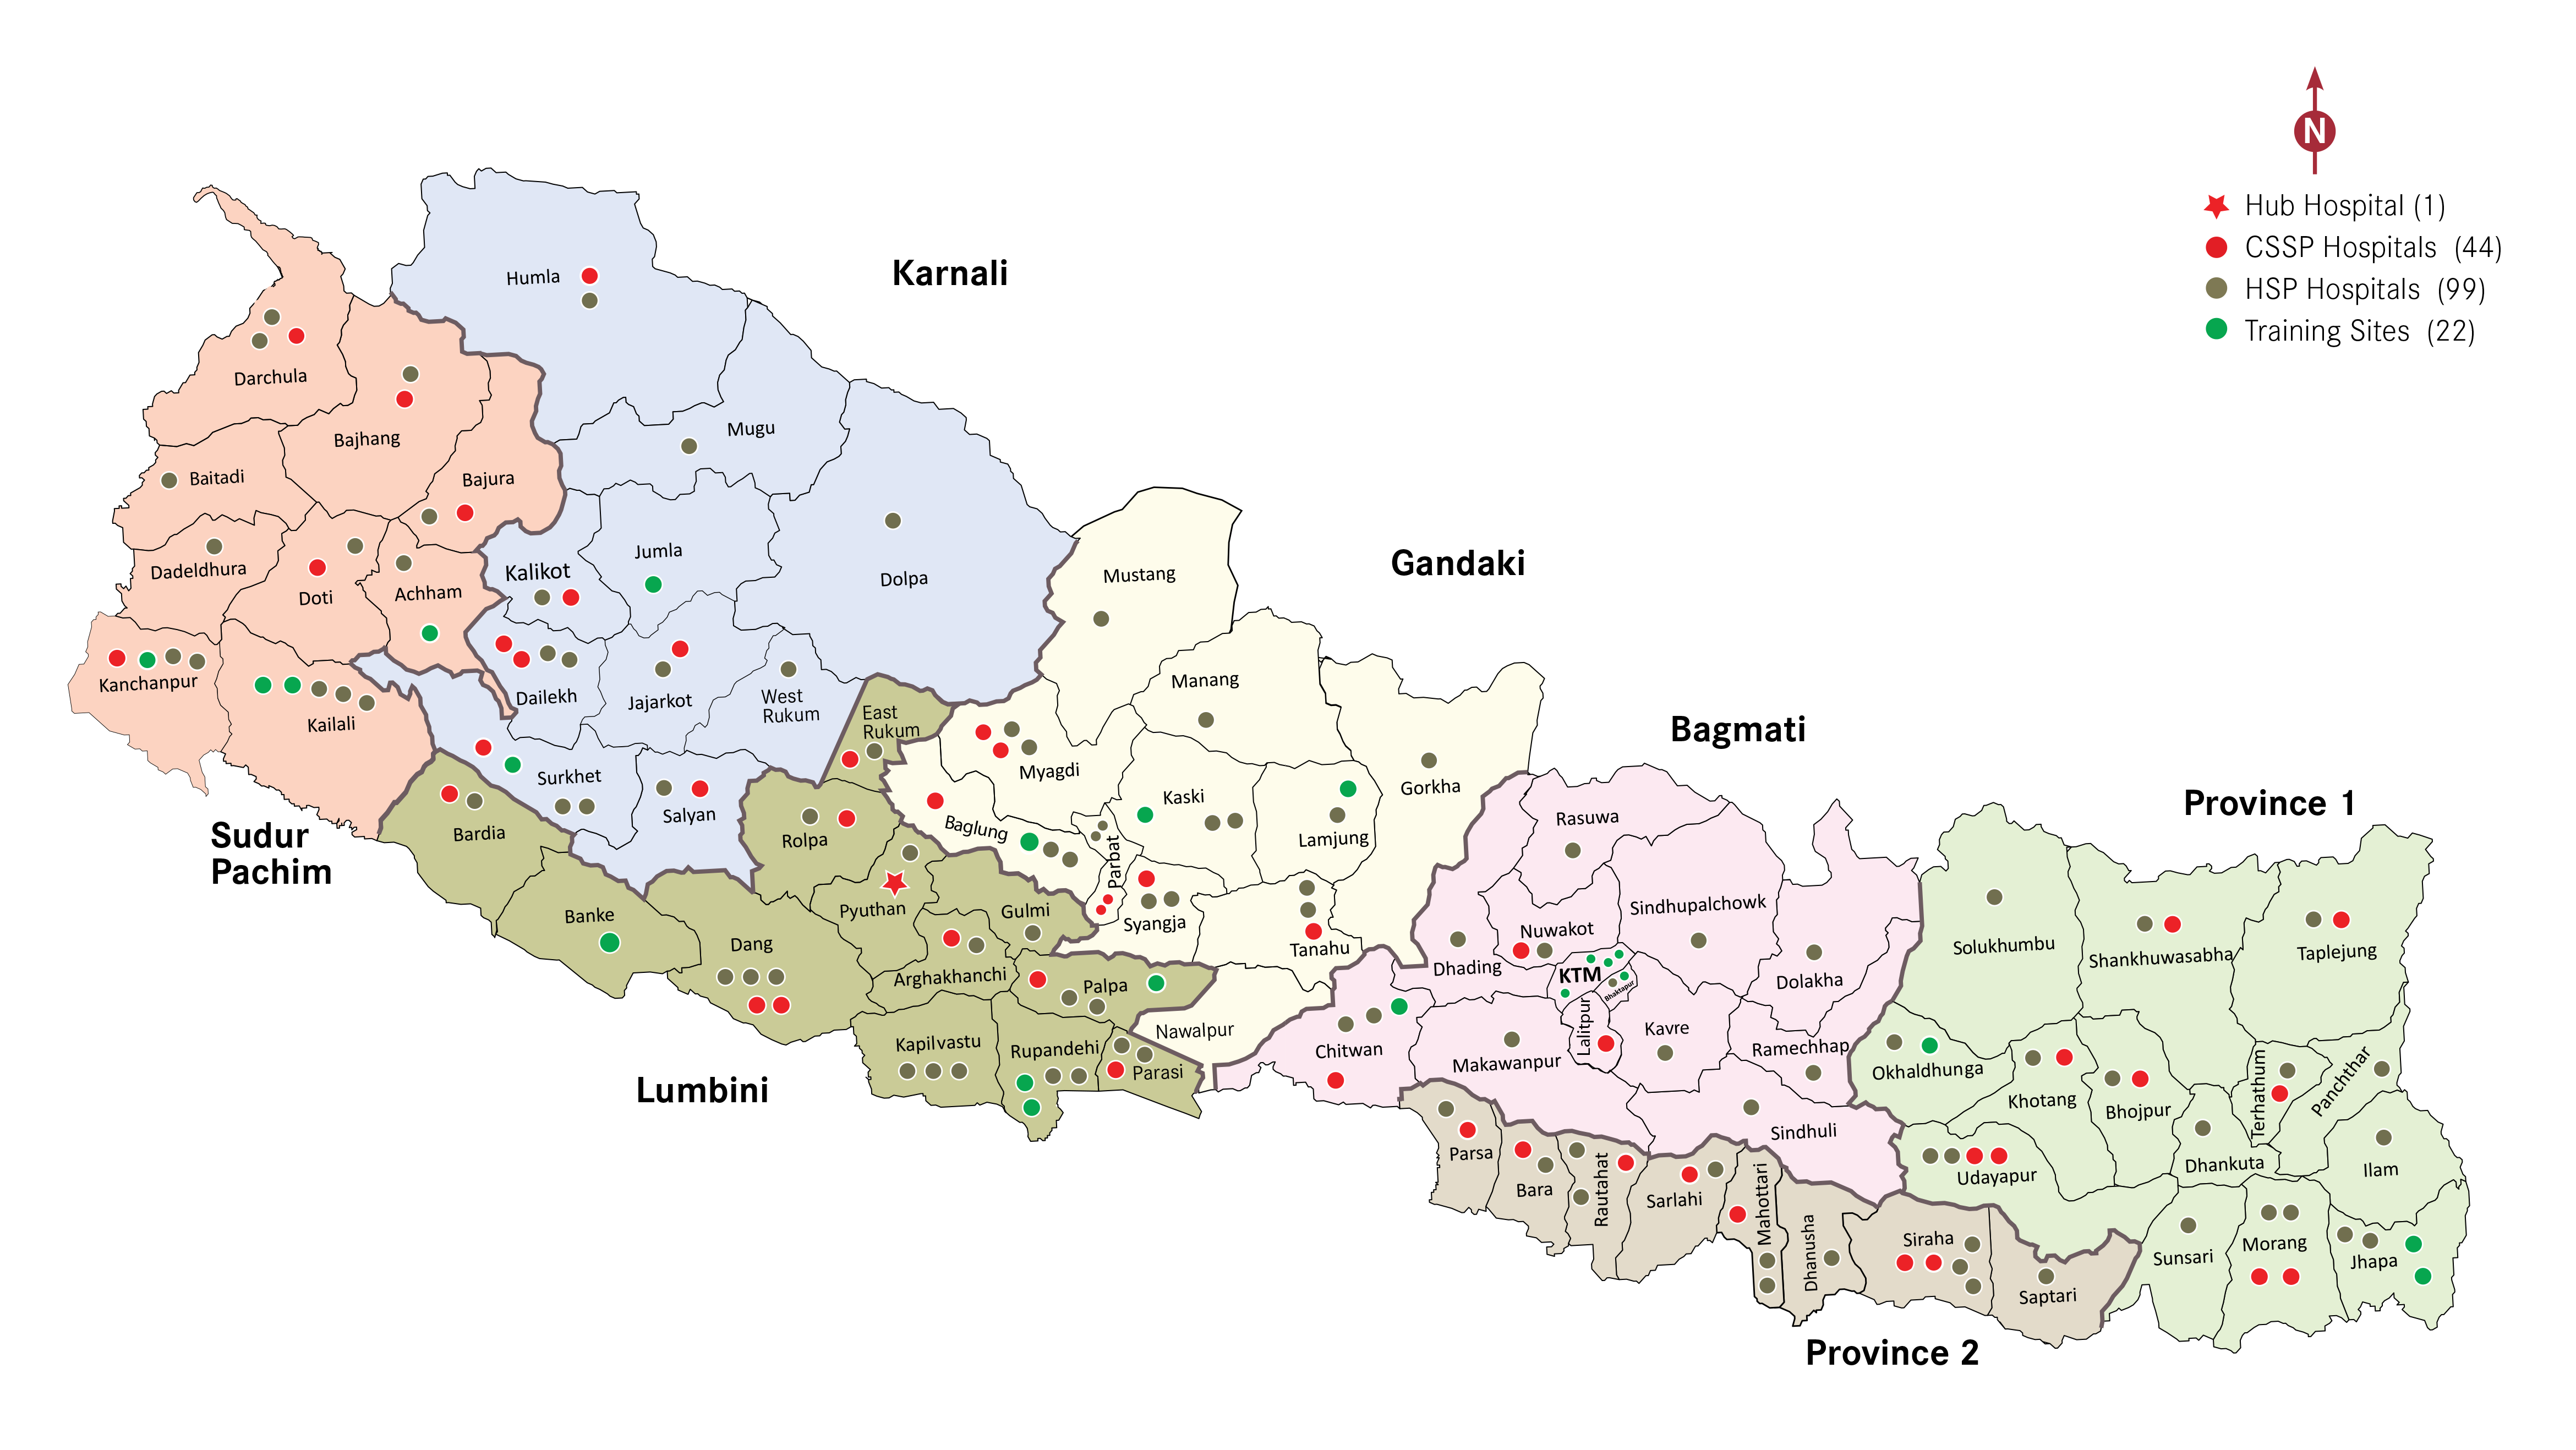 N
Hub Hospital (1)
CSSP Hospitals (44)
HSP Hospitals (99)
Training Sites (22)
Karnali
Humla
Darchula
Mugu
Bajhang
Baitadi
Bajura
Jumla
Kalikot
Dadeldhura
Doti
Achham
Dolpa
Kanchanpur
Kailali
Dailekh
Jajarkot
West
Rukum
Surkhet
Salyan
Sudur
Pachim
Gandaki
Mustang
Manang
Myagdi
Kaski
Lamjung
Gorkha
Baglung
Parbat
Syangja
Tanahu
Nawalpur
East
Rukum
Rolpa
Bardia
Banke
Dang
Pyuthan
Gulmi
Arghakhanchi
Palpa
Kapilvastu
Rupandehi
Parasi
Lumbini
Bagmati
Rasuwa
Sindhupalchowk
Nuwakot
Dhading
KTM
Bhaktapur
Lalitpur
Dolakha
Kavre
Chitwan
Makawanpur
Ramechhap
Sindhuli
Province 1
Solukhumbu
Shankhuwasabha
Taplejung
Okhaldhunga
Khotang
Bhojpur
Terhathum
Panchthar
Dhankuta
Udayapur
Ilam
Sunsari
Morang
Jhapa
Parsa
Bara
Rautahat
Sarlahi
Mahottari
Dhanusha
Siraha
Saptari
Province 2